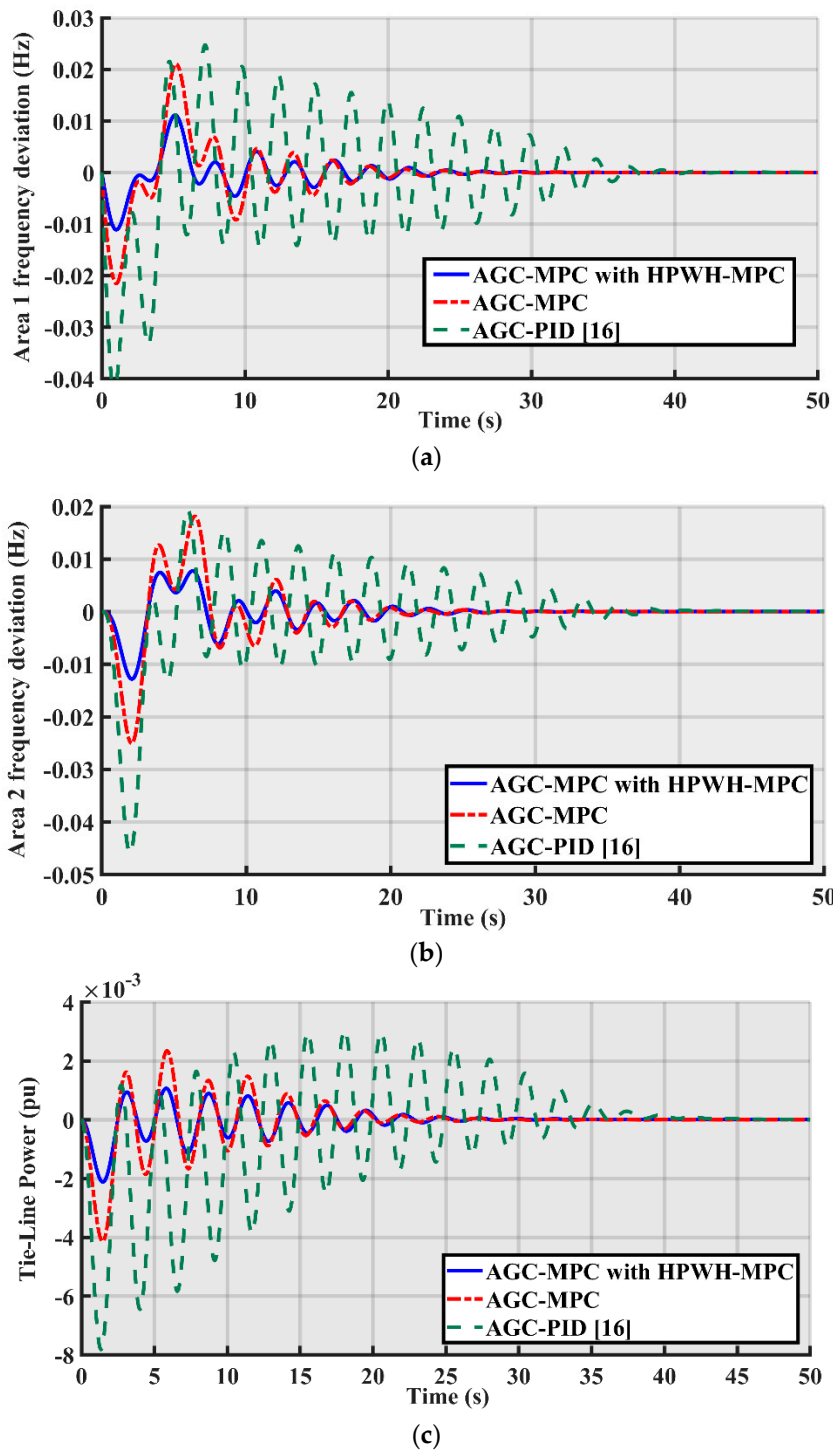 0.03
0.02
0.01
0
-0.01
-0.02
-0.03
-0.04
Area 1 frequency deviation (Hz)
AGC-MPC with HPWH-MPC
AGC-MPC
AGC-PID [16]
0 10 20 30 40 50
Time (s)
(a)
0.02
0.01
0
-0.01
-0.02
-0.03
-0.04
-0.05
Area 2 frequency deviation (Hz)
AGC-MPC with HPWH-MPC
AGC-MPC
AGC-PID [16]
0 10 20 30 40 50
Time (s)
(b)
×10-3
4
2
0
-2
-4
-6
-8
Tie-Line Power (pu)
AGC-MPC with HPWH-MPC
AGC-MPC
AGC-PID [16]
0 5 10 15 20 25 30 35 40 45 50
Time (s)
(c)